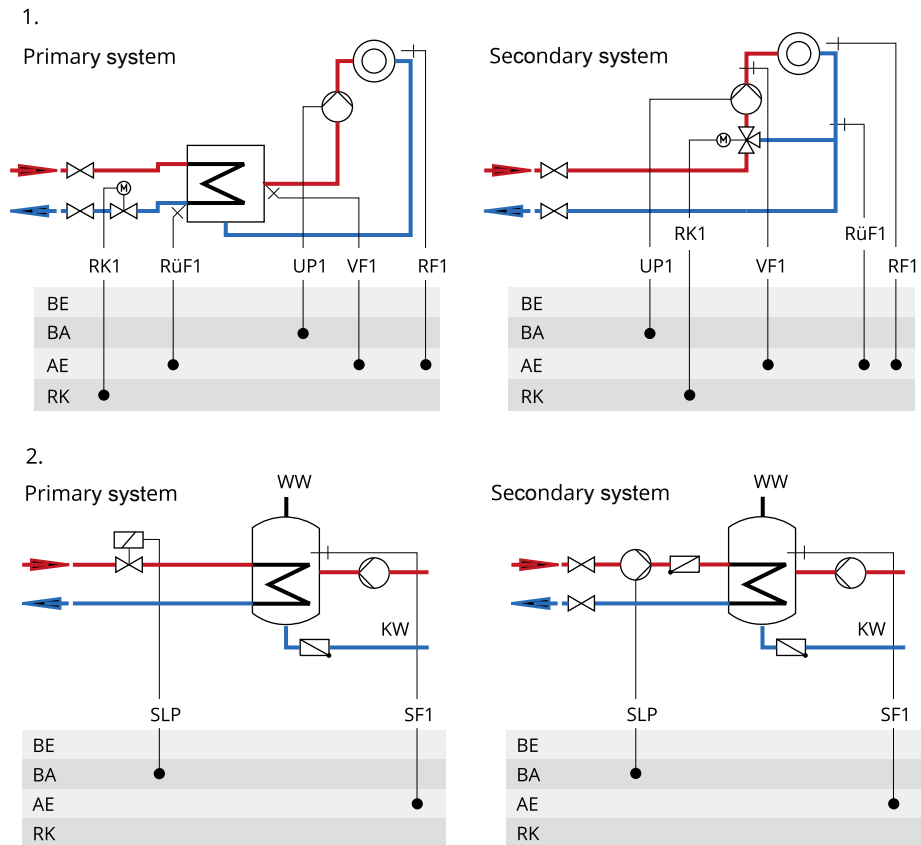 1.
Primary system
Secondary system
M
M
RK1
RüF1
UP1
VF1
RF1
RK1
RüF1
UP1
VF1
RF1
BE
BA
AE
RK
BE
BA
AE
RK
2.
Primary system
WW
Secondary system
WW
KW
KW
SLP
SF1
SLP
SF1
BE
BA
AE
RK
BE
BA
AE
RK